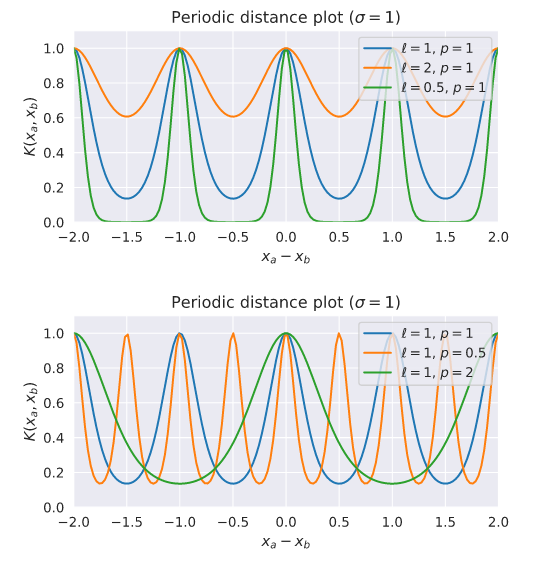 Periodic distance plot (σ = 1)
1.0
0.8
0.6
0.4
0.2
0.0
K(xₐ, x_b)
ℓ = 1, p = 1
ℓ = 2, p = 1
ℓ = 0.5, p = 1
−2.0 −1.5 −1.0 −0.5 0.0 0.5 1.0 1.5 2.0
xₐ − x_b
Periodic distance plot (σ = 1)
1.0
0.8
0.6
0.4
0.2
0.0
K(xₐ, x_b)
ℓ = 1, p = 1
ℓ = 1, p = 0.5
ℓ = 1, p = 2
−2.0 −1.5 −1.0 −0.5 0.0 0.5 1.0 1.5 2.0
xₐ − x_b